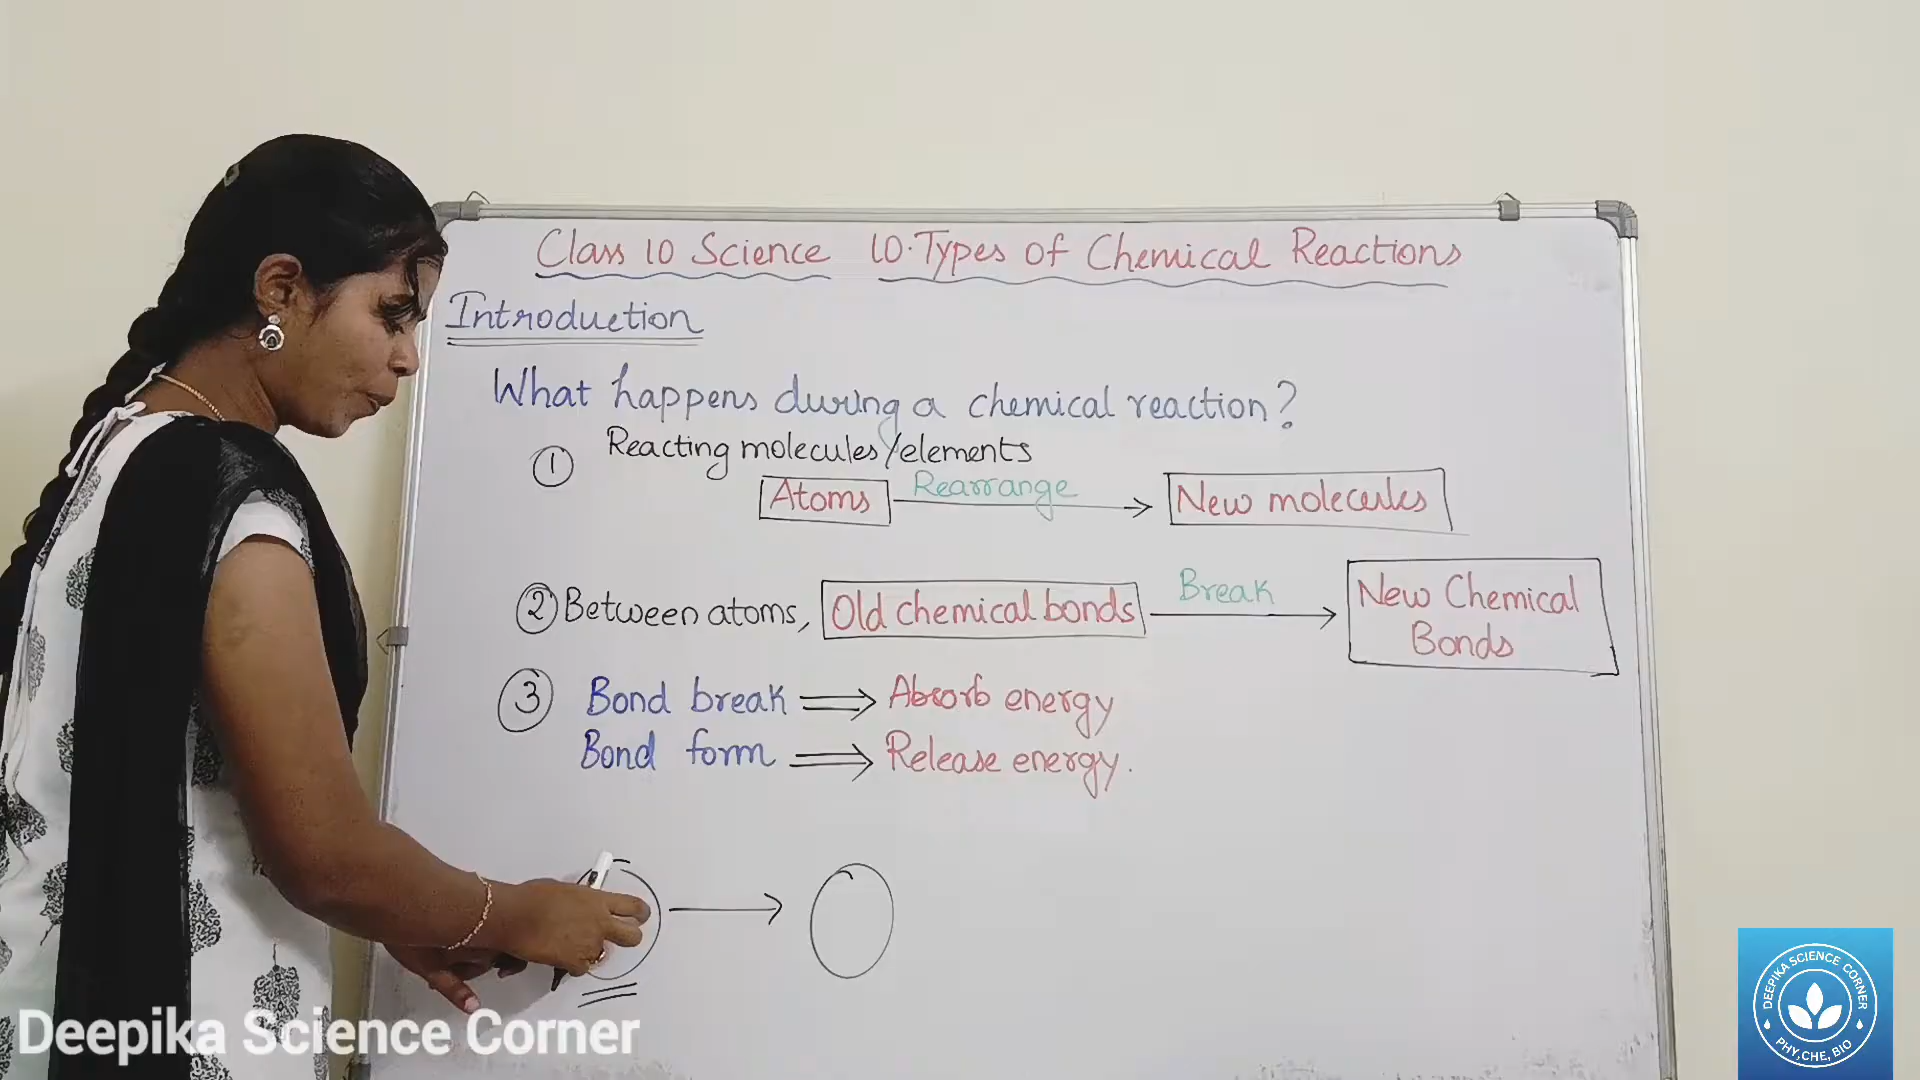 Class 10 Science 10. Types of Chemical Reactions
Introduction
What happens during a chemical reaction?
① Reacting molecules/elements
Atoms Rearrange New molecules
② Between atoms, Old chemical bonds Break New Chemical Bonds
③ Bond break ⟹ Absorb energy
Bond form ⟹ Release energy.
Deepika Science Corner
DEEPIKA SCIENCE CORNER
PHY, CHE, BIO